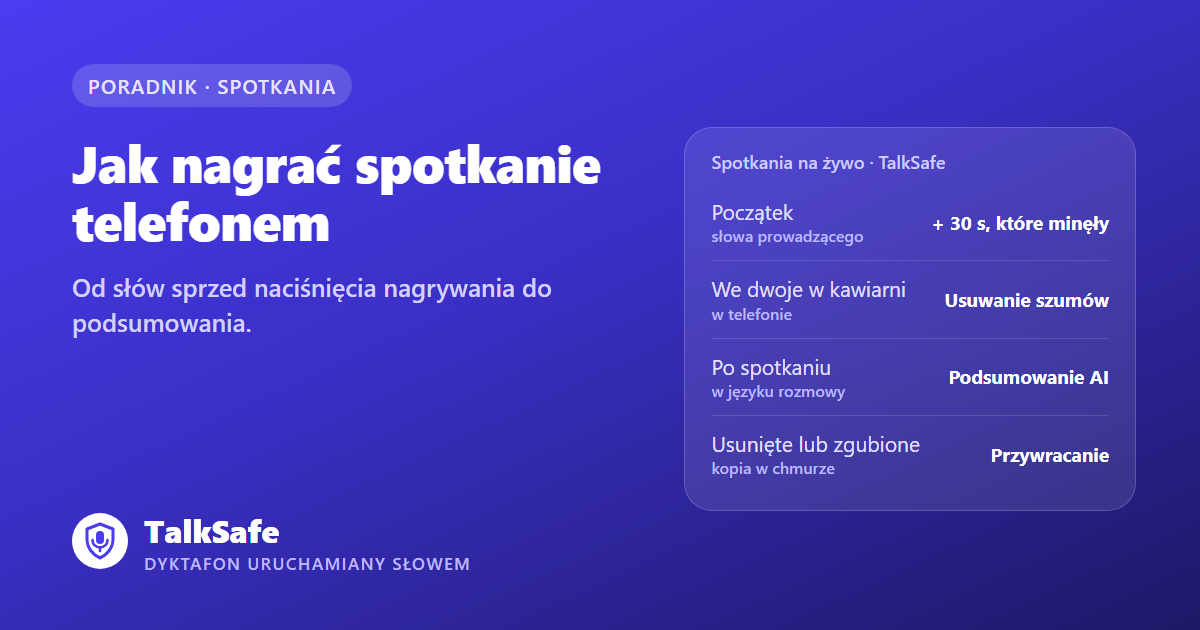 PORADNIK · SPOTKANIA
Jak nagrać spotkanie
telefonem
Od słów sprzed naciśnięcia nagrywania do
podsumowania.
Spotkania na żywo · TalkSafe
Początek
słowa prowadzącego
+ 30 s, które minęły
We dwoje w kawiarni
w telefonie
Usuwanie szumów
Po spotkaniu
w języku rozmowy
Podsumowanie AI
Usunięte lub zgubione
kopia w chmurze
Przywracanie
TalkSafe
DYKTAFON URUCHAMIANY SŁOWEM